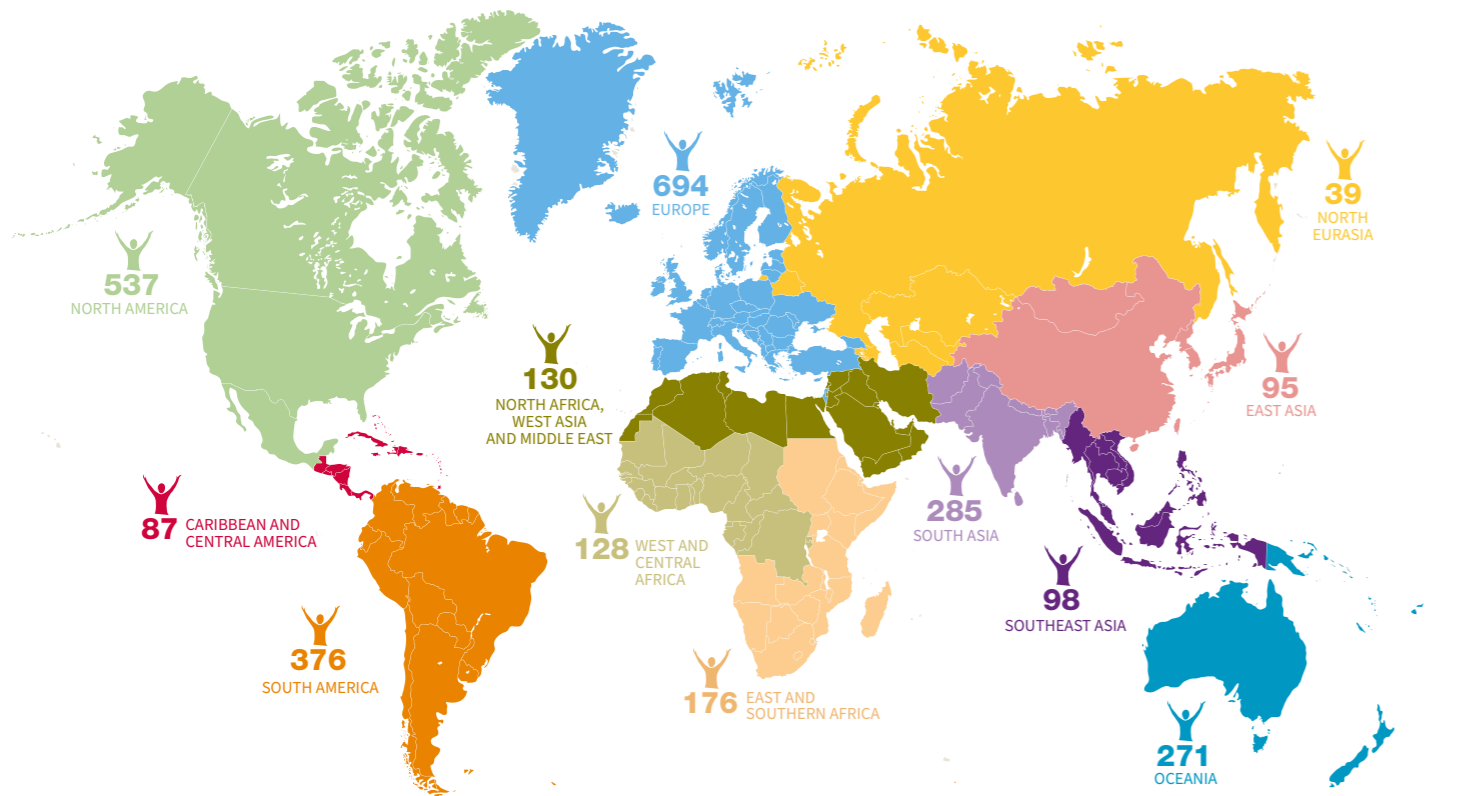 694
EUROPE
39
NORTH
EURASIA
537
NORTH AMERICA
130
NORTH AFRICA,
WEST ASIA
AND MIDDLE EAST
95
EAST ASIA
87
CARIBBEAN AND
CENTRAL AMERICA
128
WEST AND
CENTRAL
AFRICA
285
SOUTH ASIA
98
SOUTHEAST ASIA
376
SOUTH AMERICA
176
EAST AND
SOUTHERN AFRICA
271
OCEANIA